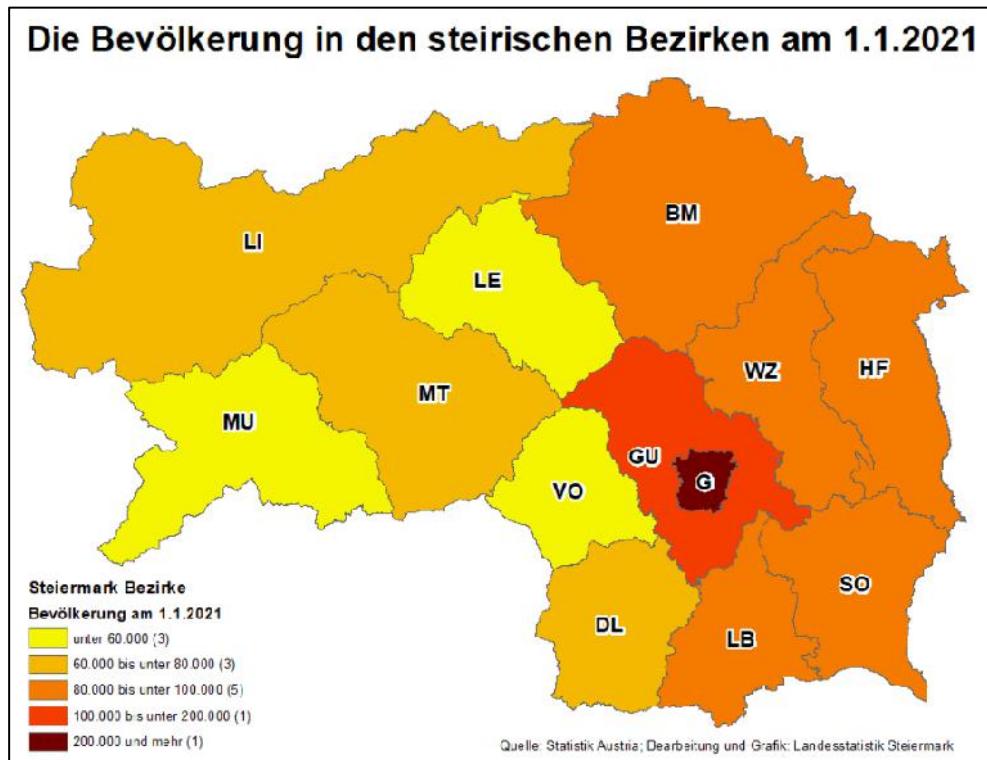 Die Bevölkerung in den steirischen Bezirken am 1.1.2021
BM
LI
LE
WZ
HF
MT
MU
GU
G
VO
SO
DL
LB
Steiermark Bezirke
Bevölkerung am 1.1.2021
unter 60.000 (3)
60.000 bis unter 80.000 (3)
80.000 bis unter 100.000 (5)
100.000 bis unter 200.000 (1)
200.000 und mehr (1)
Quelle: Statistik Austria; Dearbeitung und Grafik: Landesstatistik Steiermark